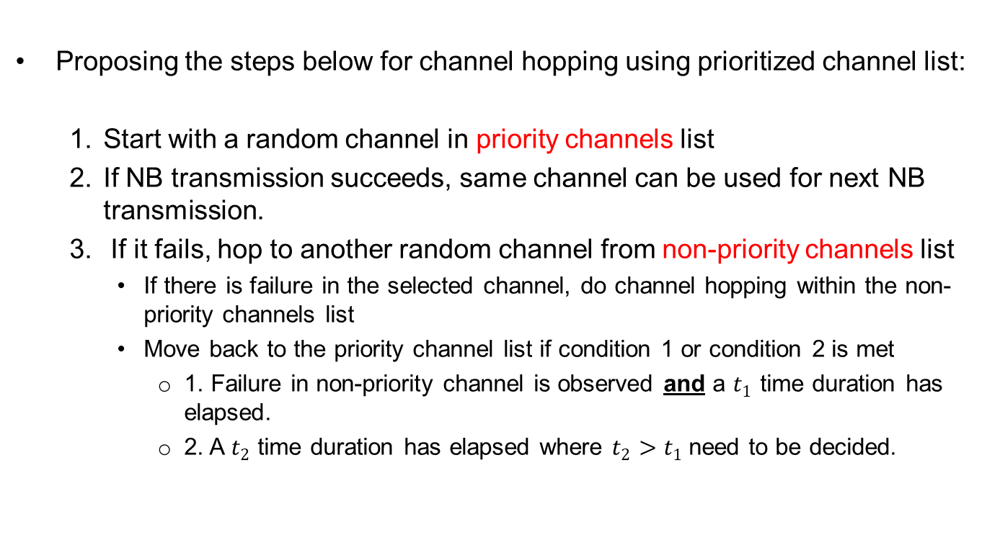 • Proposing the steps below for channel hopping using prioritized channel list:
1. Start with a random channel in priority channels list
2. If NB transmission succeeds, same channel can be used for next NB
transmission.
3. If it fails, hop to another random channel from non-priority channels list
• If there is failure in the selected channel, do channel hopping within the non-
priority channels list
• Move back to the priority channel list if condition 1 or condition 2 is met
o 1. Failure in non-priority channel is observed and a t₁ time duration has
elapsed.
o 2. A t₂ time duration has elapsed where t₂ > t₁ need to be decided.